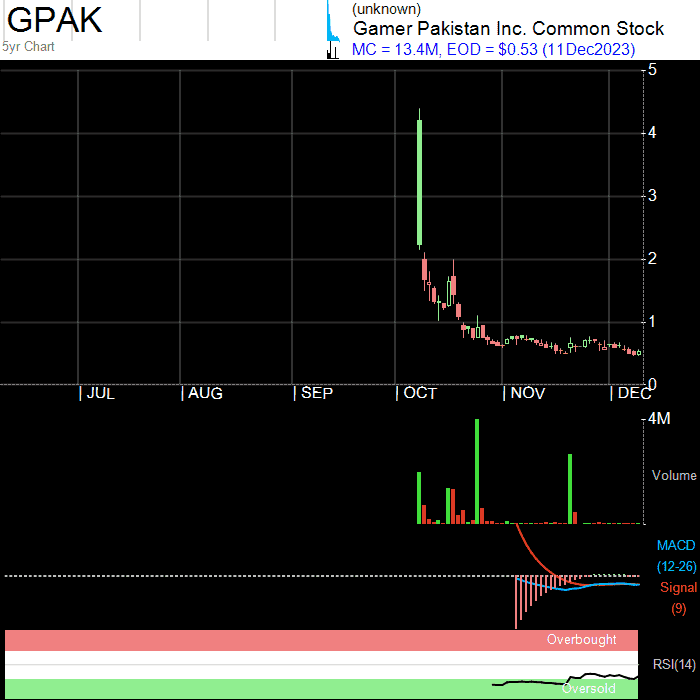 GPAK
5yr Chart
(unknown)
Gamer Pakistan Inc. Common Stock
MC = 13.4M, EOD = $0.53 (11Dec2023)
5
4
3
2
1
0
| JUL | AUG | SEP | OCT | NOV | DEC
4M
Volume
MACD
(12-26)
Signal
(9)
Overbought
RSI(14)
Oversold